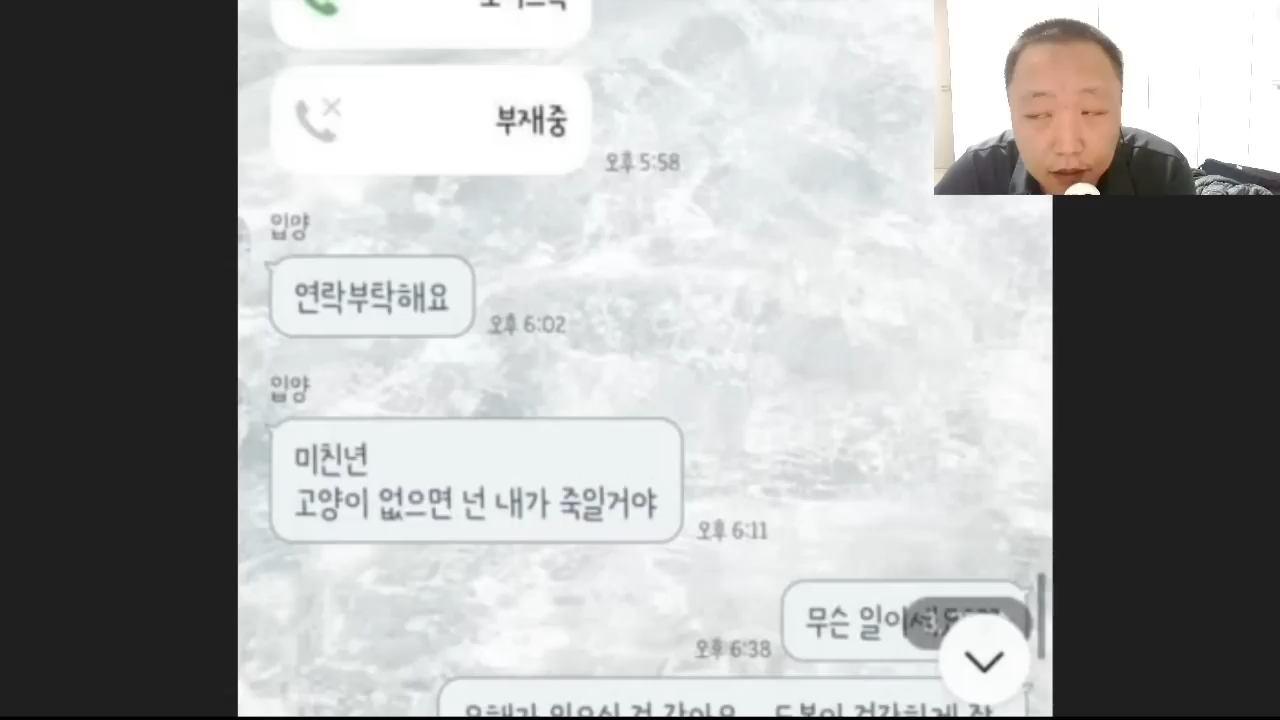 부재중
오후 5:58
입양
연락부탁해요
오후 6:02
입양
미친년
고양이 없으면 넌 내가 죽일거야
오후 6:11
무슨
오후 6:38